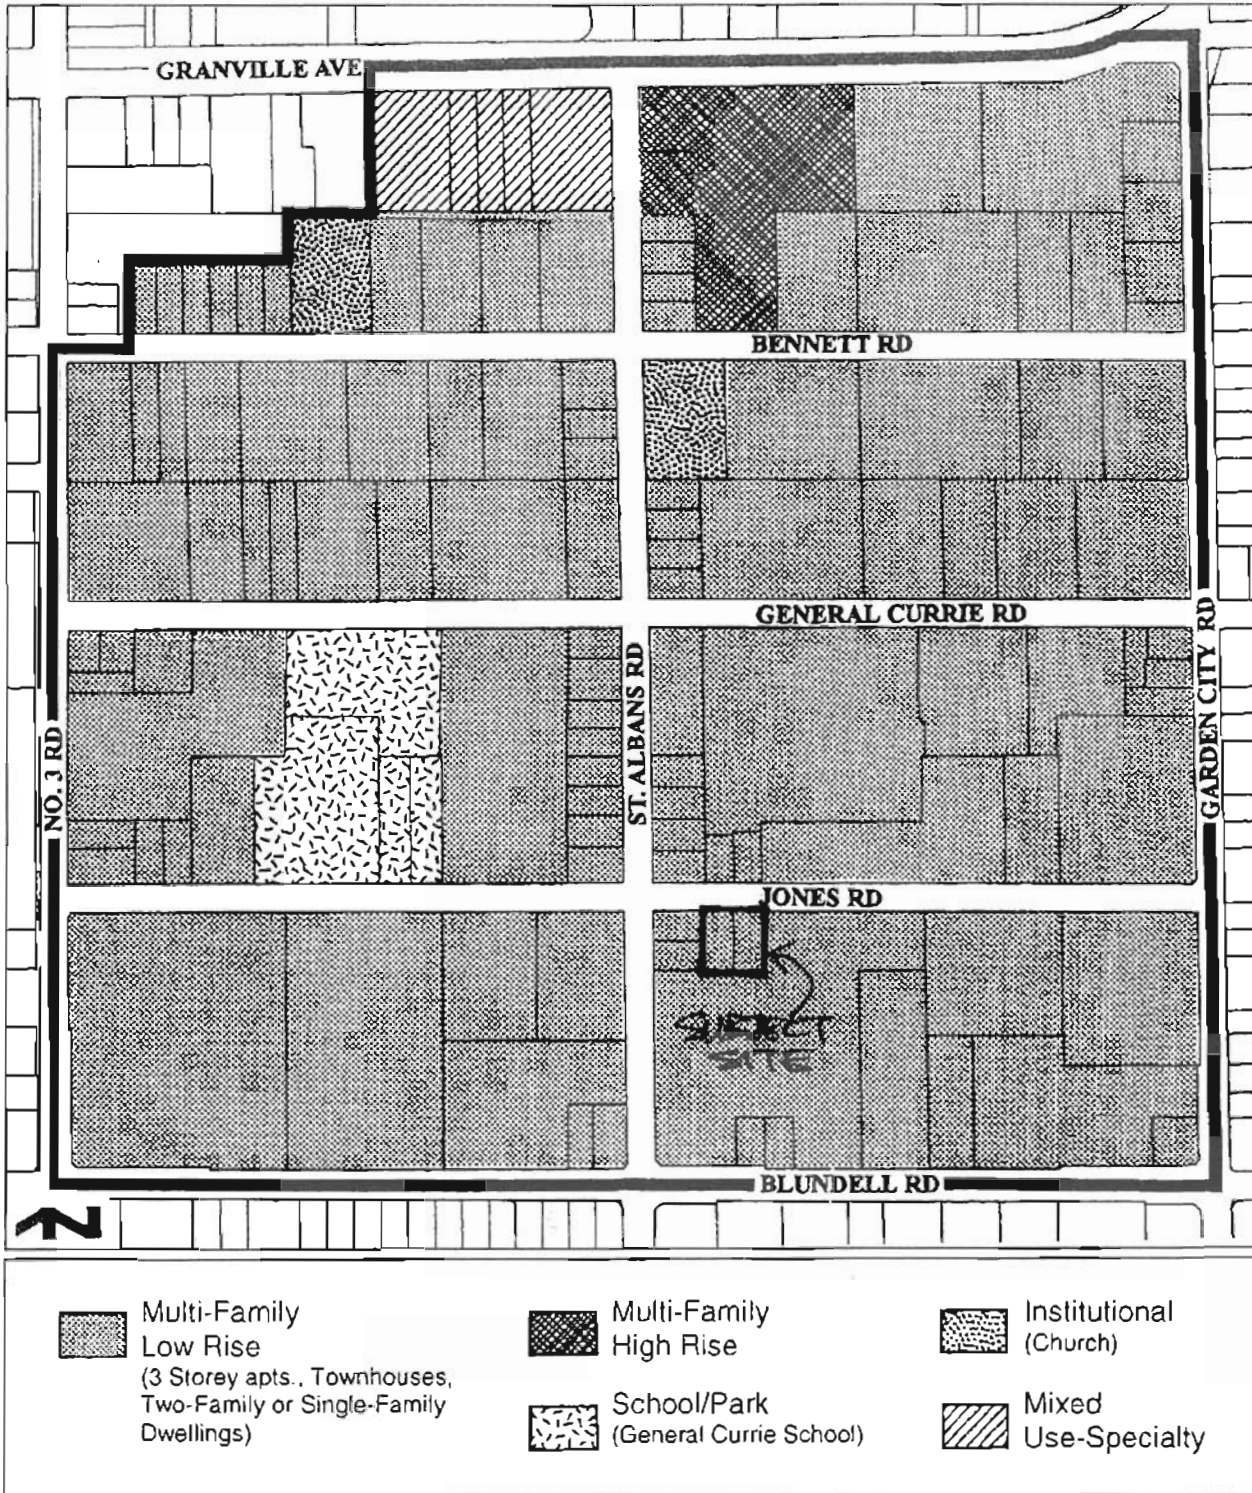 GRANVILLE AVE
BENNETT RD
GENERAL CURRIE RD
ST. ALBANS RD
NO. 3 RD
GARDEN CITY RD
JONES RD
SUBJECT
SITE
BLUNDELL RD
N
Multi-Family
Low Rise
(3 Storey apts., Townhouses,
Two-Family or Single-Family
Dwellings)
Multi-Family
High Rise
School/Park
(General Currie School)
Institutional
(Church)
Mixed
Use-Specialty